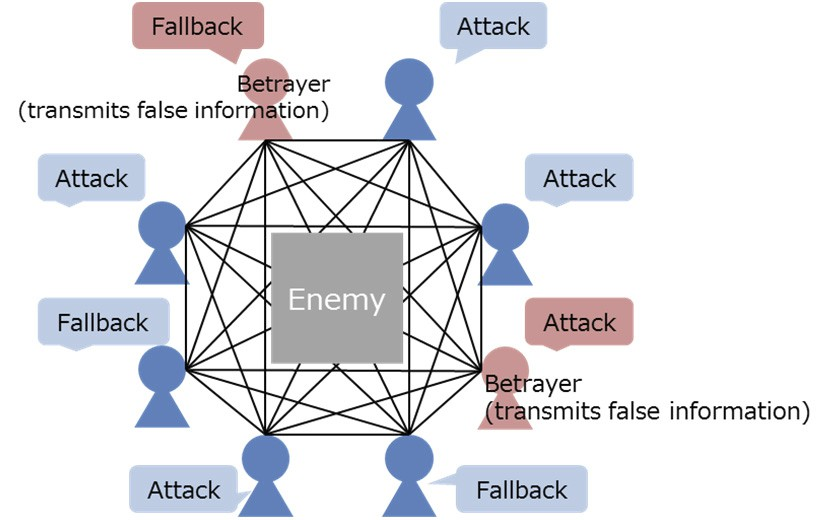 Fallback
Attack
Betrayer
(transmits false information)
Attack
Attack
Enemy
Fallback
Attack
Betrayer
(transmits false information)
Attack
Fallback